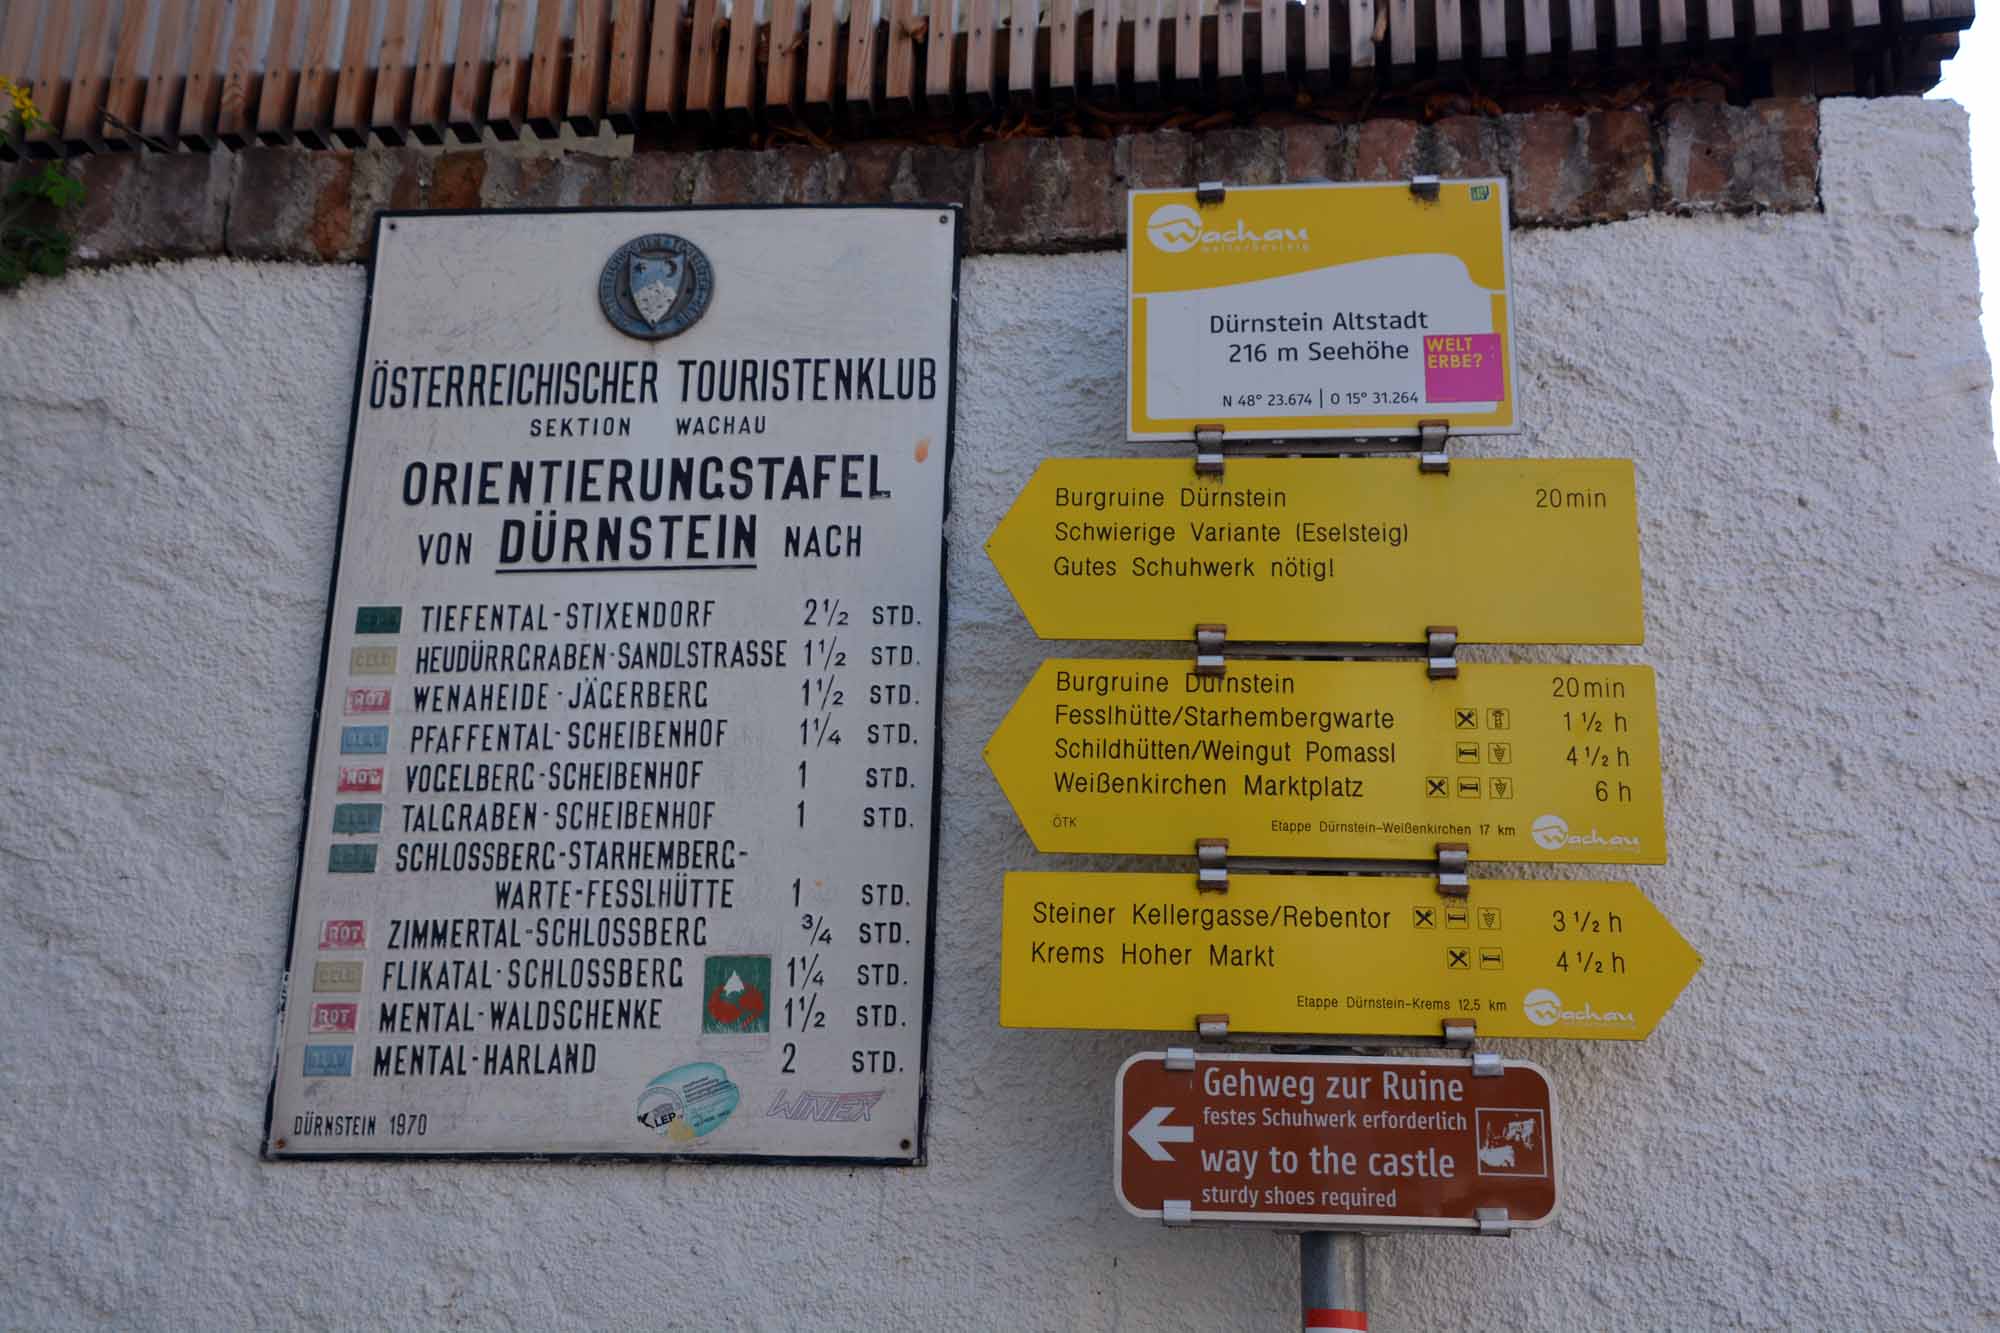 ÖSTERREICHISCHER TOURISTENKLUB
SEKTION WACHAU
ORIENTIERUNGSTAFEL
VON DÜRNSTEIN NACH
TIEFENTAL-STIXENDORF 2½ STD.
GELB HEUDÜRRGRABEN-SANDLSTRASSE 1½ STD.
ROT WENAHEIDE-JÄGERBERG 1½ STD.
BLAU PFAFFENTAL-SCHEIBENHOF 1¼ STD.
ROT VOGELBERG-SCHEIBENHOF 1 STD.
TALGRABEN-SCHEIBENHOF 1 STD.
SCHLOSSBERG-STARHEMBERG-
WARTE-FESSLHÜTTE 1 STD.
ROT ZIMMERTAL-SCHLOSSBERG ¾ STD.
GELB FLIKATAL-SCHLOSSBERG 1¼ STD.
ROT MENTAL-WALDSCHENKE 1½ STD.
BLAU MENTAL-HARLAND 2 STD.
DÜRNSTEIN 1970
KLEP
WINTEX
Wachau
Dürnstein Altstadt
216 m Seehöhe
WELT
ERBE?
N 48° 23.674 | O 15° 31.264
Burgruine Dürnstein 20 min
Schwierige Variante (Eselsteig)
Gutes Schuhwerk nötig!
Burgruine Dürnstein 20 min
Fesslhütte/Starhembergwarte 1 ½ h
Schildhütten/Weingut Pomassl 4 ½ h
Weißenkirchen Marktplatz 6 h
ÖTK Etappe Dürnstein–Weißenkirchen 17 km Wachau
Steiner Kellergasse/Rebentor 3 ½ h
Krems Hoher Markt 4 ½ h
Etappe Dürnstein–Krems 12,5 km Wachau
Gehweg zur Ruine
festes Schuhwerk erforderlich
way to the castle
sturdy shoes required